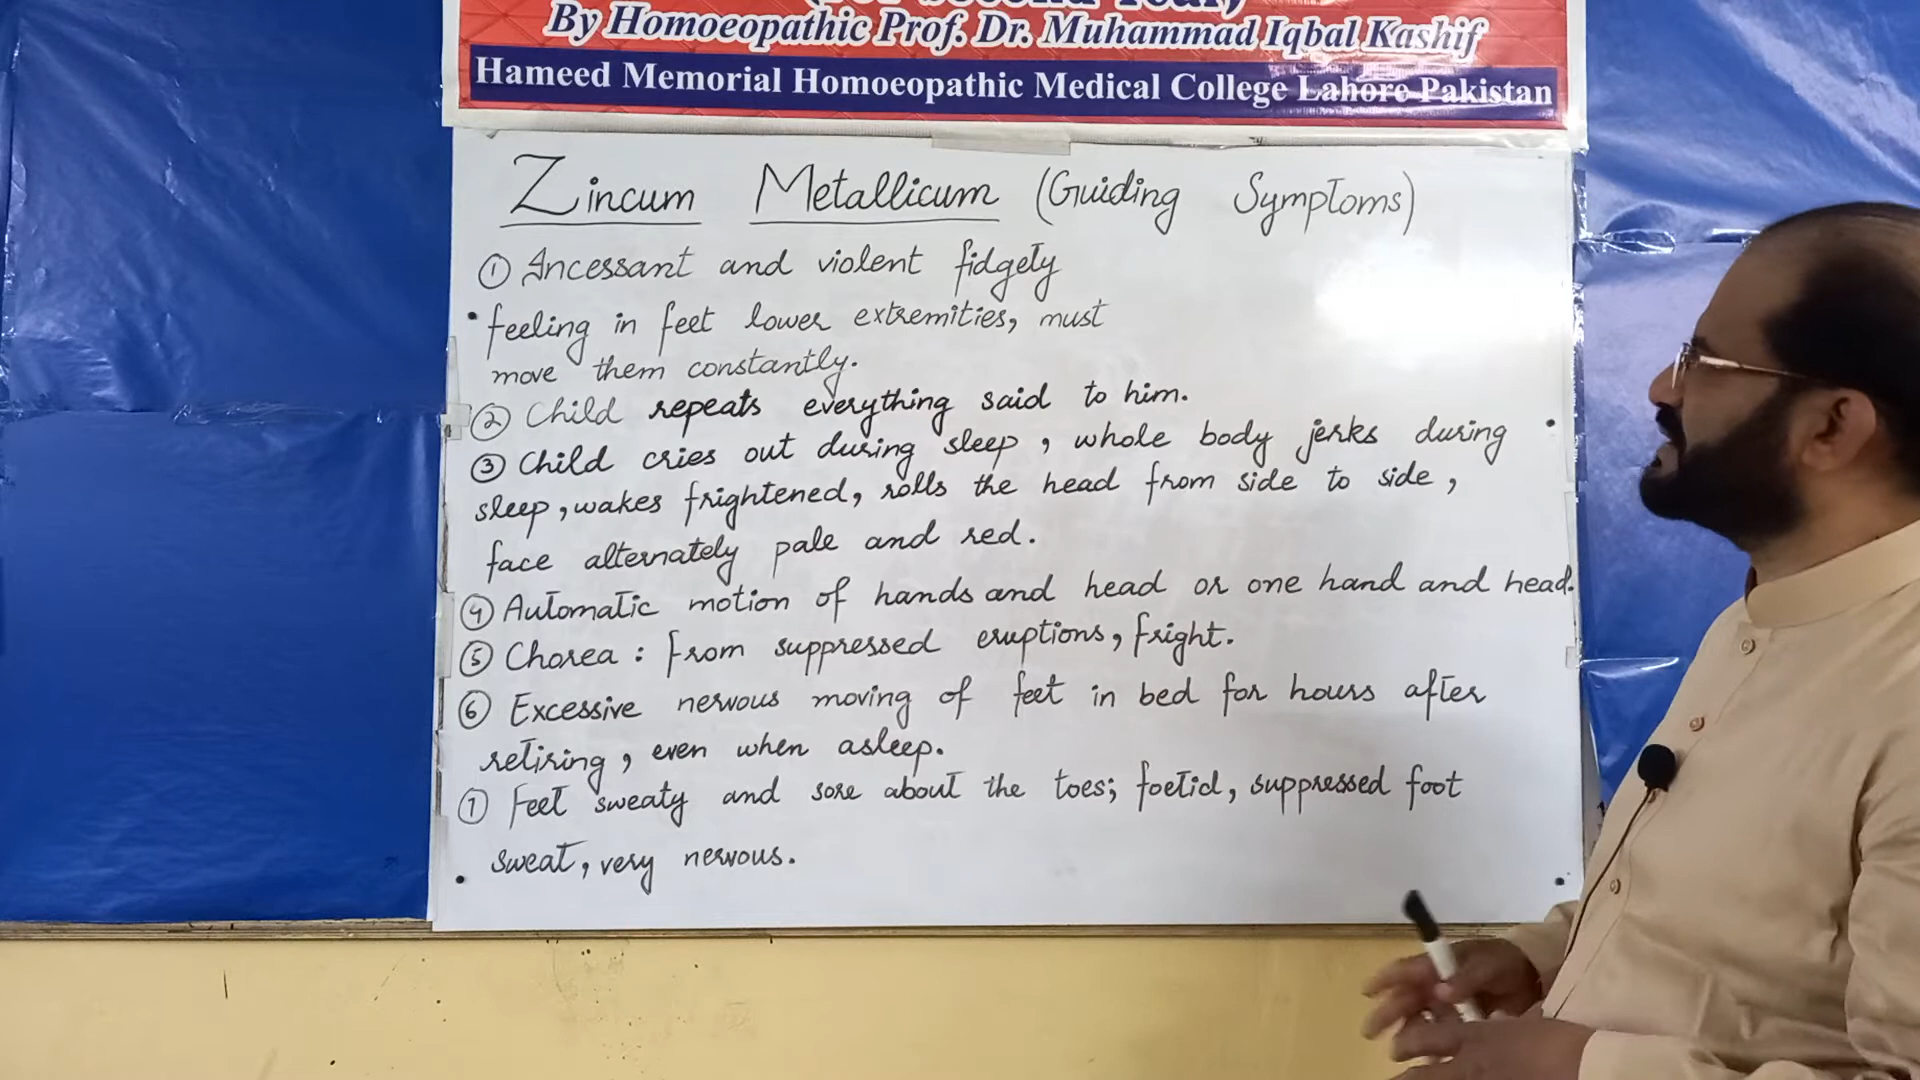 By Homoeopathic Prof. Dr. Muhammad Iqbal Kashif
Hameed Memorial Homoeopathic Medical College Lahore Pakistan
Zincum Metallicum (Guiding Symptoms)
① Incessant and violent fidgety
feeling in feet lower extremities, must
move them constantly.
② Child repeats everything said to him.
③ Child cries out during sleep, whole body jerks during
sleep, wakes frightened, rolls the head from side to side,
face alternately pale and red.
④ Automatic motion of hands and head or one hand and head.
⑤ Chorea: from suppressed eruptions, fright.
⑥ Excessive nervous moving of feet in bed for hours after
retiring, even when asleep.
⑦ Feet sweaty and sore about the toes; foetid, suppressed foot
sweat, very nervous.